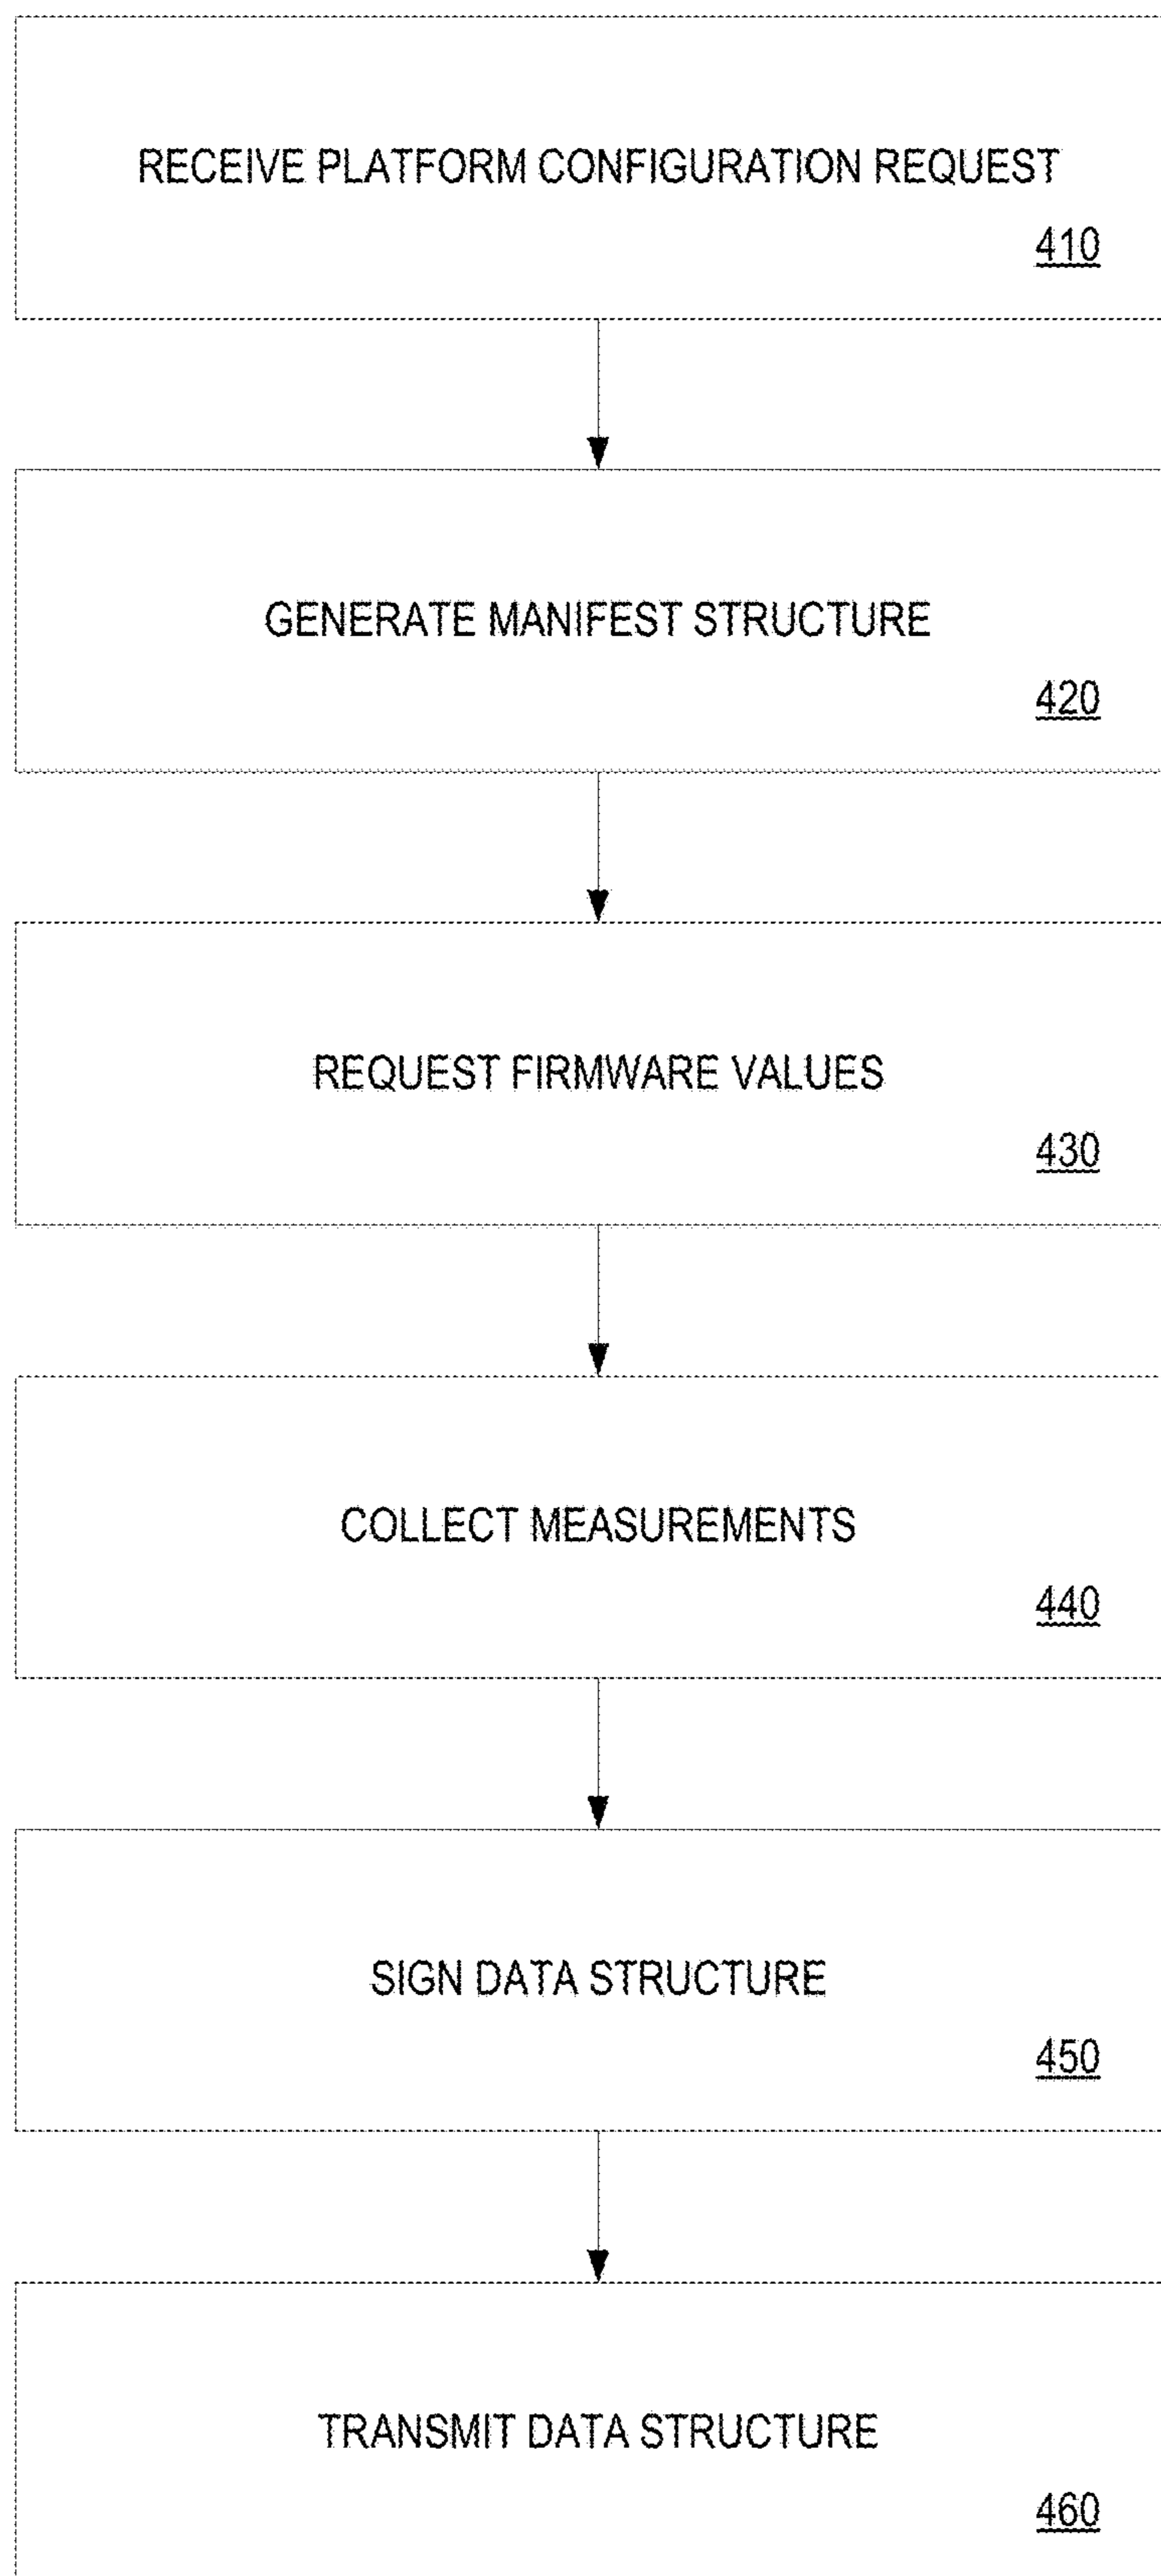 RECEIVE PLATFORM CONFIGURATION REQUEST
410
GENERATE MANIFEST STRUCTURE
420
REQUEST FIRMWARE VALUES
430
COLLECT MEASUREMENTS
440
SIGN DATA STRUCTURE
450
TRANSMIT DATA STRUCTURE
460